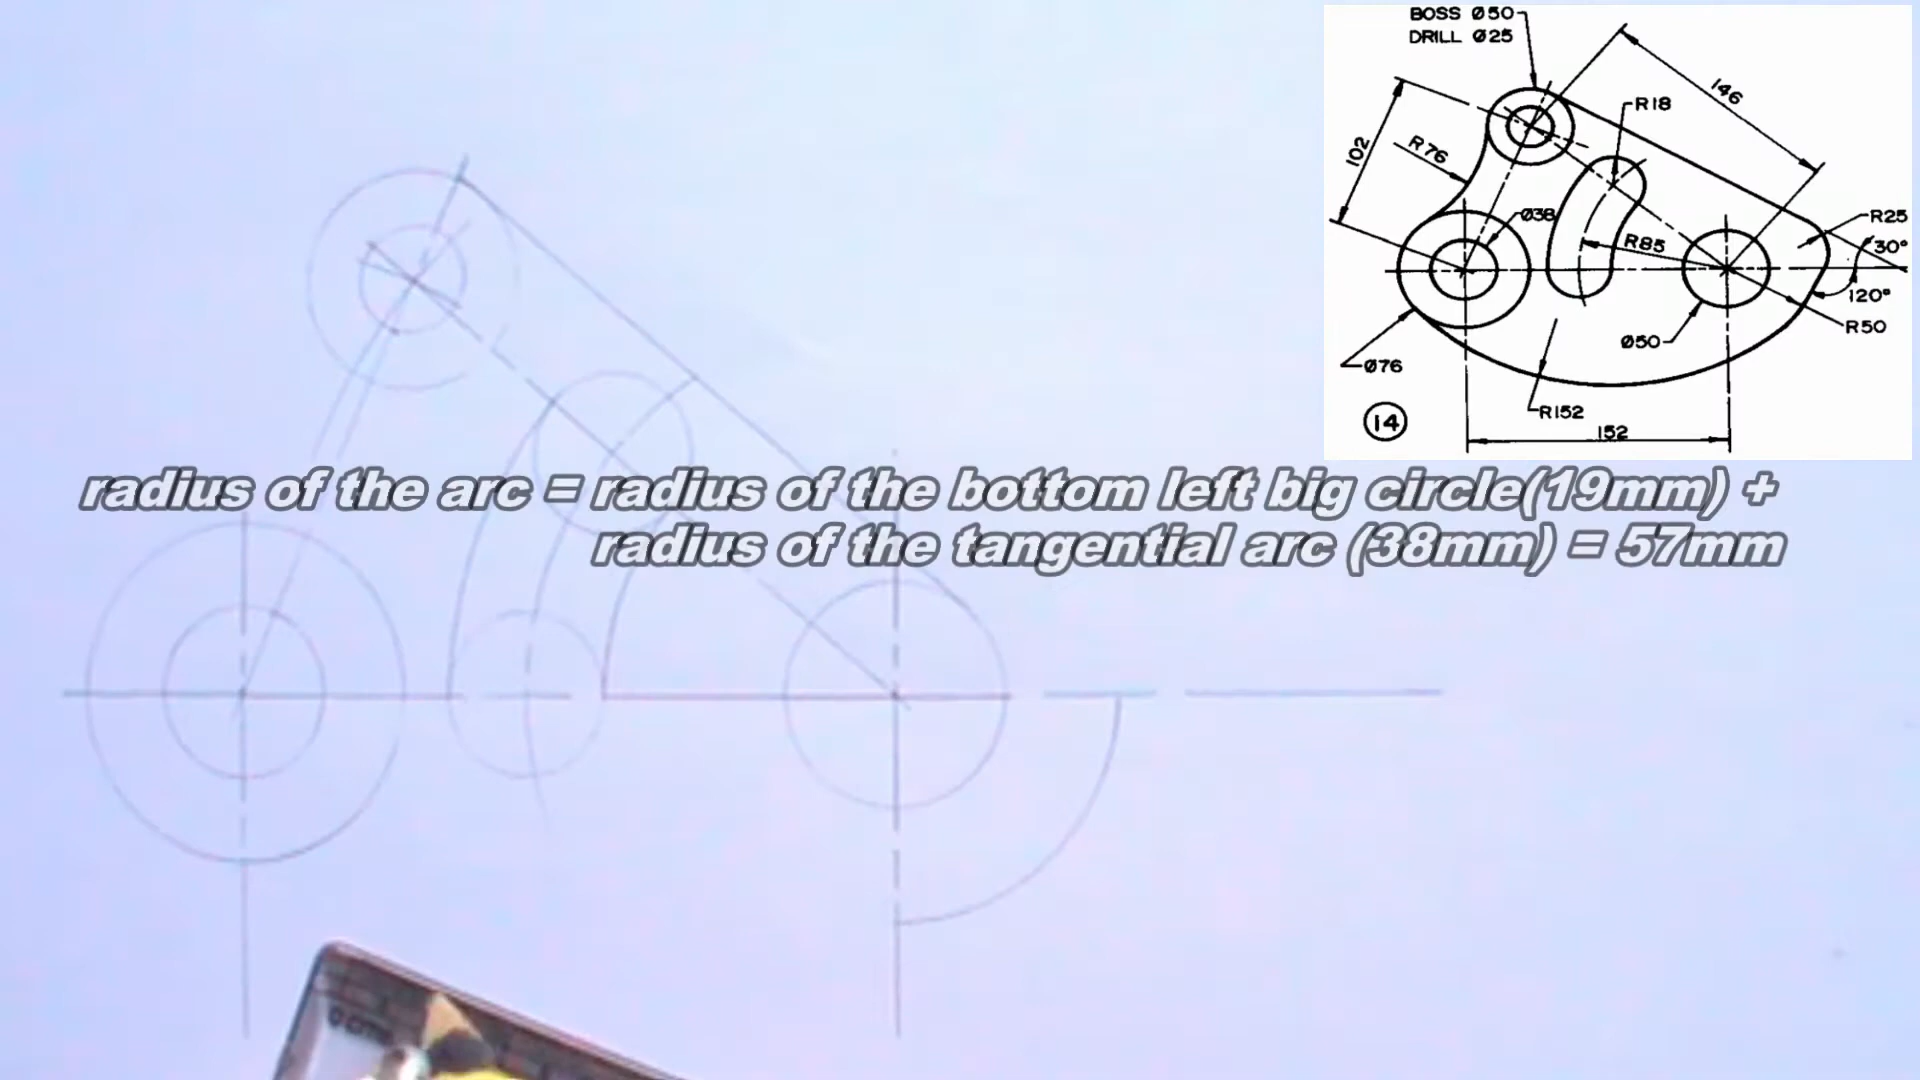 BOSS Ø50
DRILL Ø25
146
R18
102
R76
Ø38
R85
R25
30°
120°
R50
Ø50
Ø76
R152
14
152
radius of the arc = radius of the bottom left big circle(19mm) +
radius of the tangential arc (38mm) = 57mm